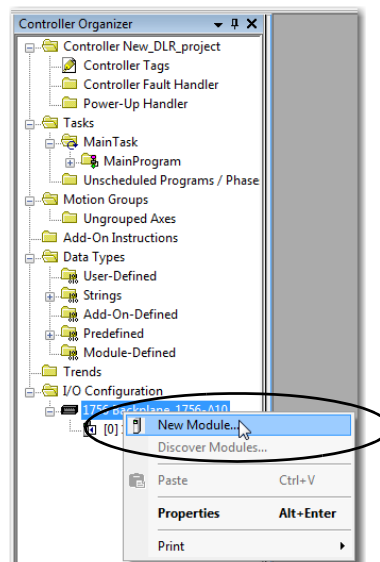 Controller Organizer
Controller New_DLR_project
Controller Tags
Controller Fault Handler
Power-Up Handler
Tasks
MainTask
MainProgram
Unscheduled Programs / Phase
Motion Groups
Ungrouped Axes
Add-On Instructions
Data Types
User-Defined
Strings
Add-On-Defined
Predefined
Module-Defined
Trends
I/O Configuration
1756 Backplane, 1756-A10
[0]
New Module...
Discover Modules...
Paste Ctrl+V
Properties Alt+Enter
Print